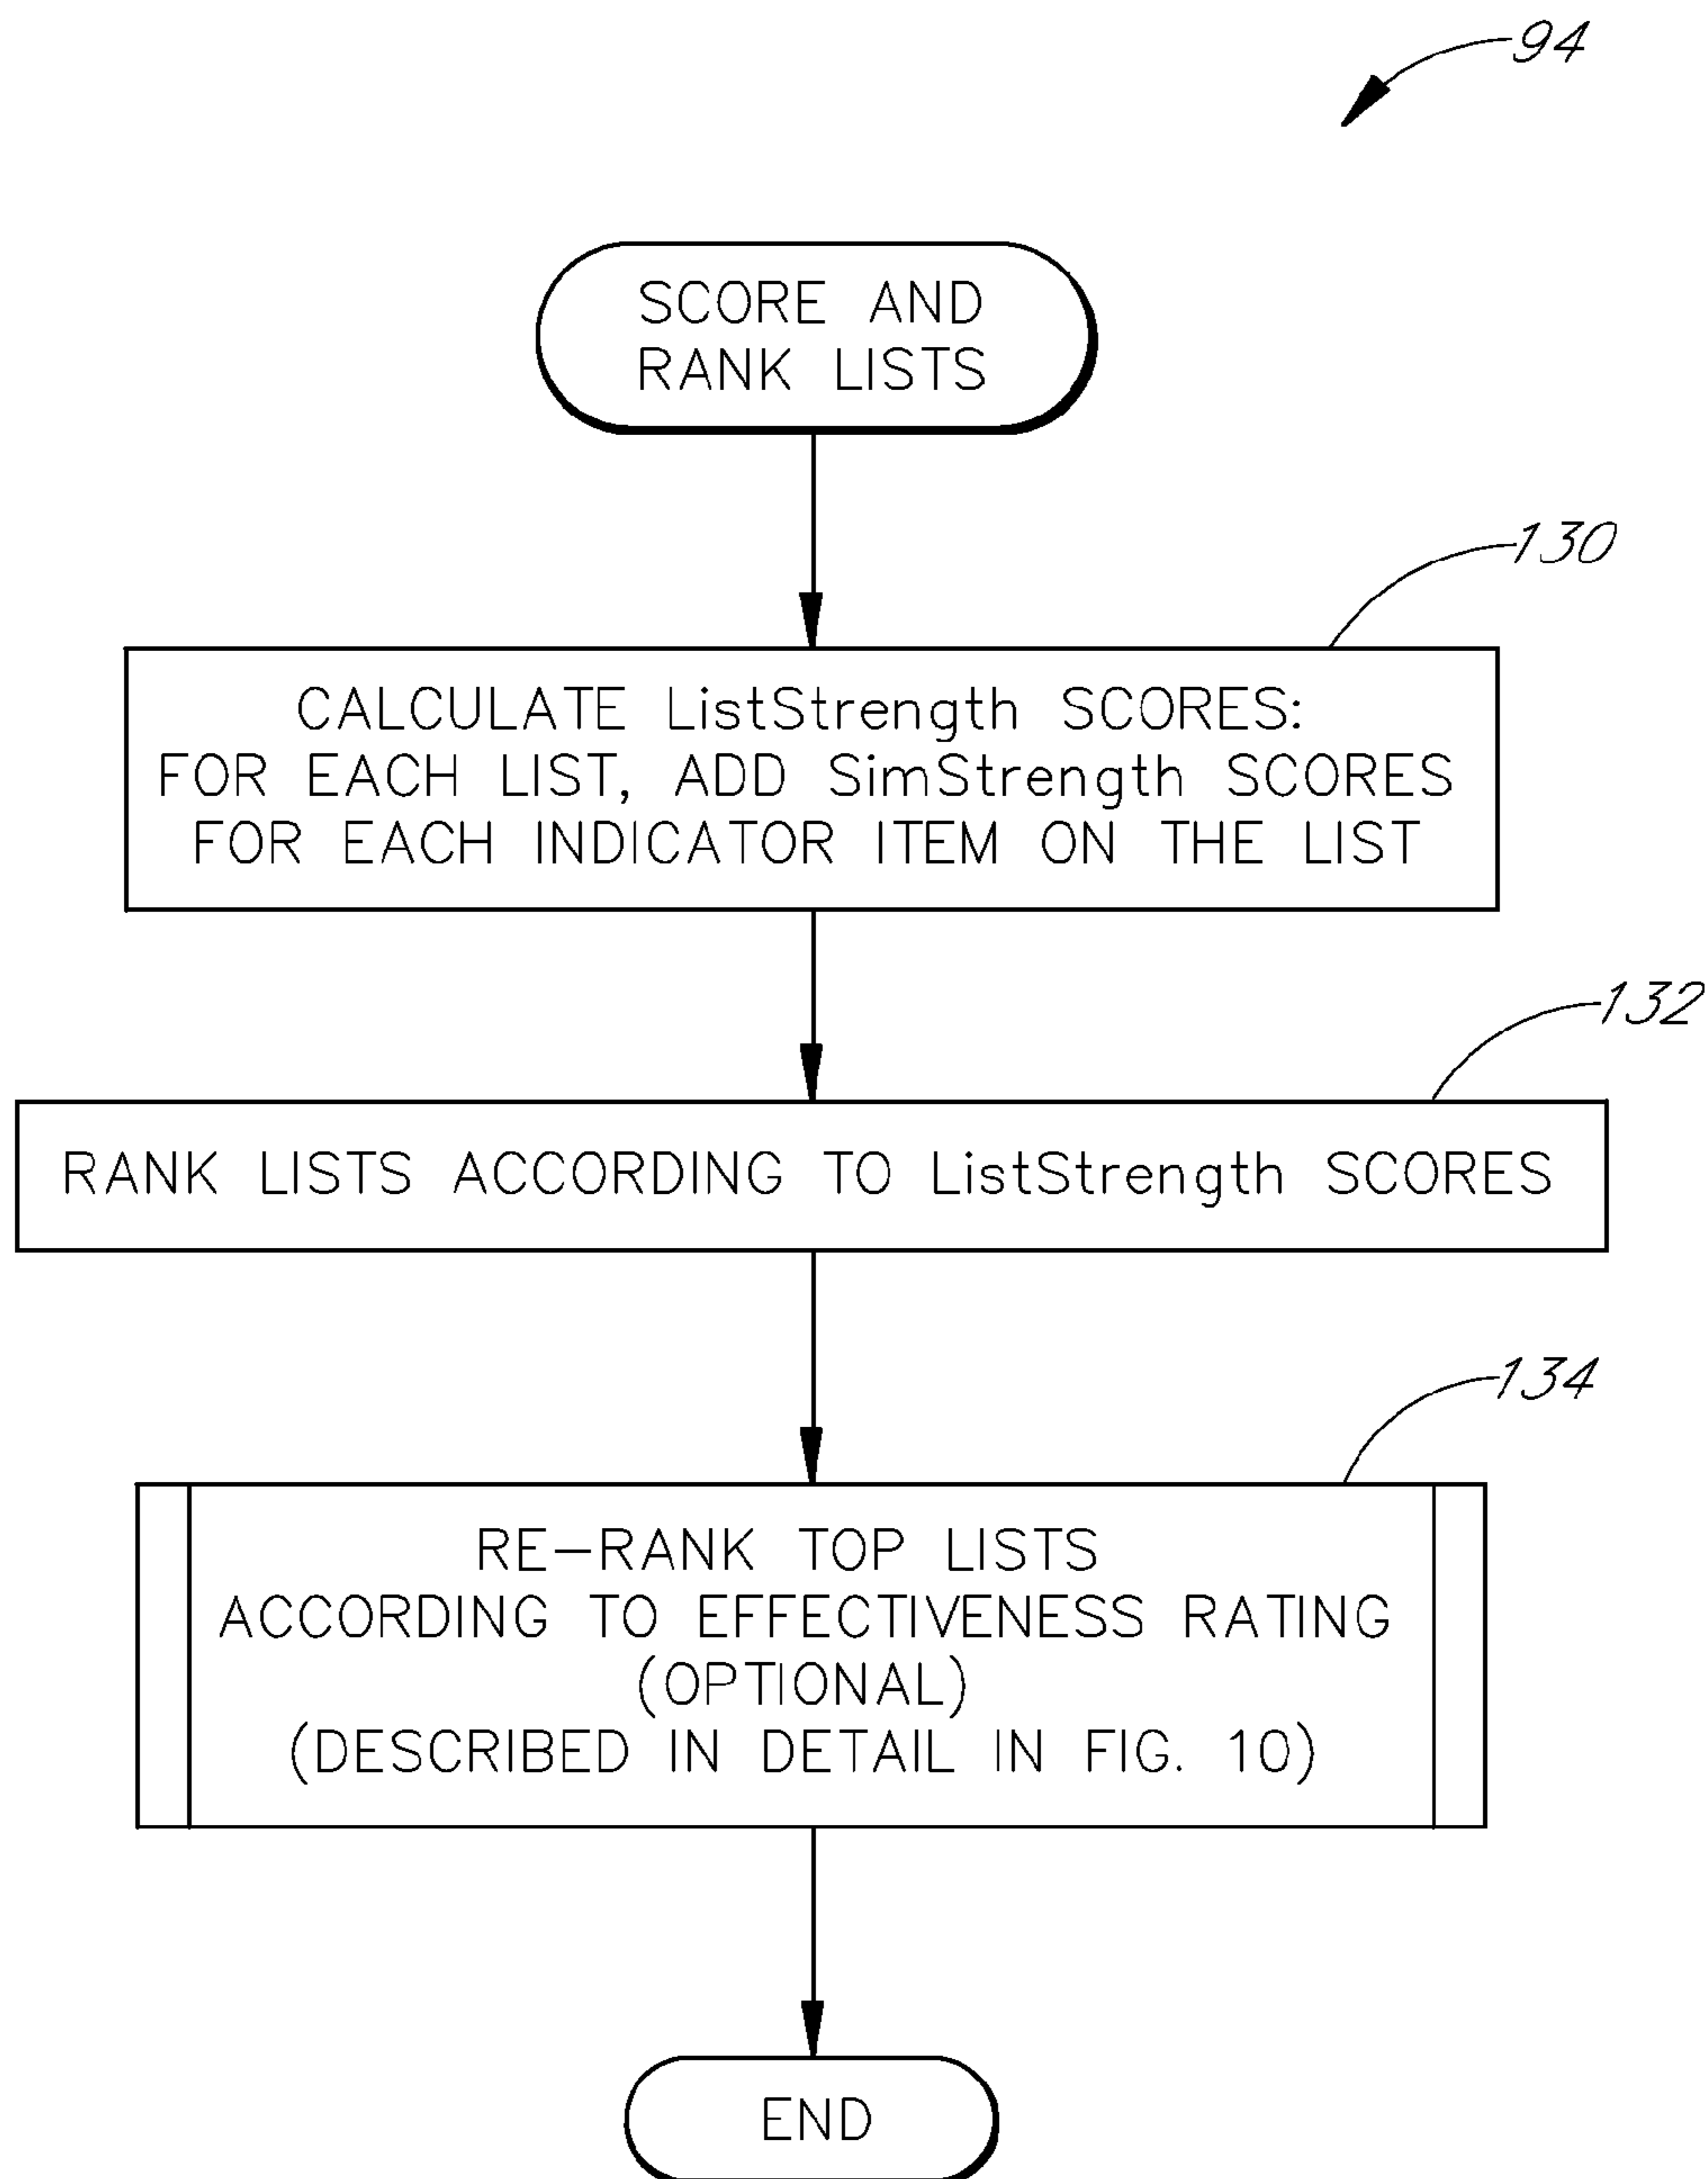 94
SCORE AND
RANK LISTS
130
CALCULATE ListStrength SCORES:
FOR EACH LIST, ADD SimStrength SCORES
FOR EACH INDICATOR ITEM ON THE LIST
132
RANK LISTS ACCORDING TO ListStrength SCORES
134
RE-RANK TOP LISTS
ACCORDING TO EFFECTIVENESS RATING
(OPTIONAL)
(DESCRIBED IN DETAIL IN FIG. 10)
END